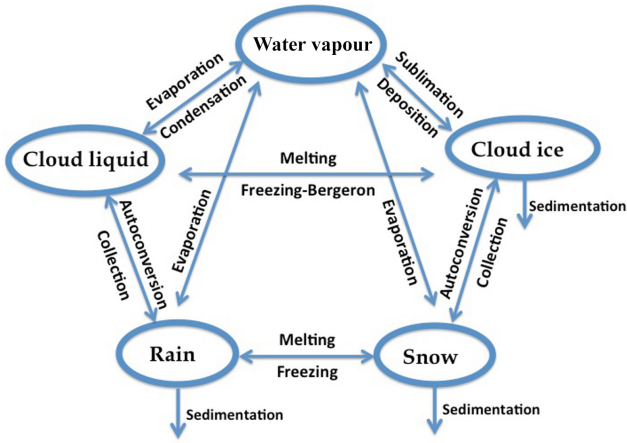 Water vapour
Evaporation
Condensation
Sublimation
Deposition
Cloud liquid
Cloud ice
Melting
Freezing-Bergeron
Sedimentation
Autoconversion
Collection
Evaporation
Evaporation
Autoconversion
Collection
Rain
Snow
Melting
Freezing
Sedimentation
Sedimentation